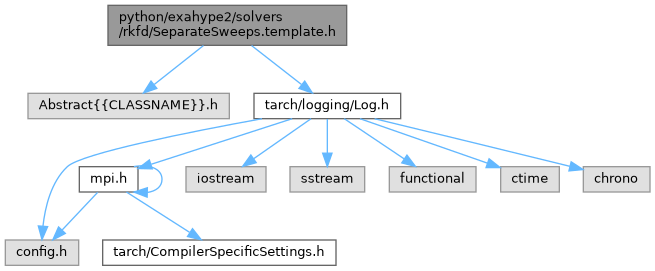 python/exahype2/solvers
/rkfd/SeparateSweeps.template.h
Abstract{{CLASSNAME}}.h
tarch/logging/Log.h
mpi.h
iostream
sstream
functional
ctime
chrono
config.h
tarch/CompilerSpecificSettings.h